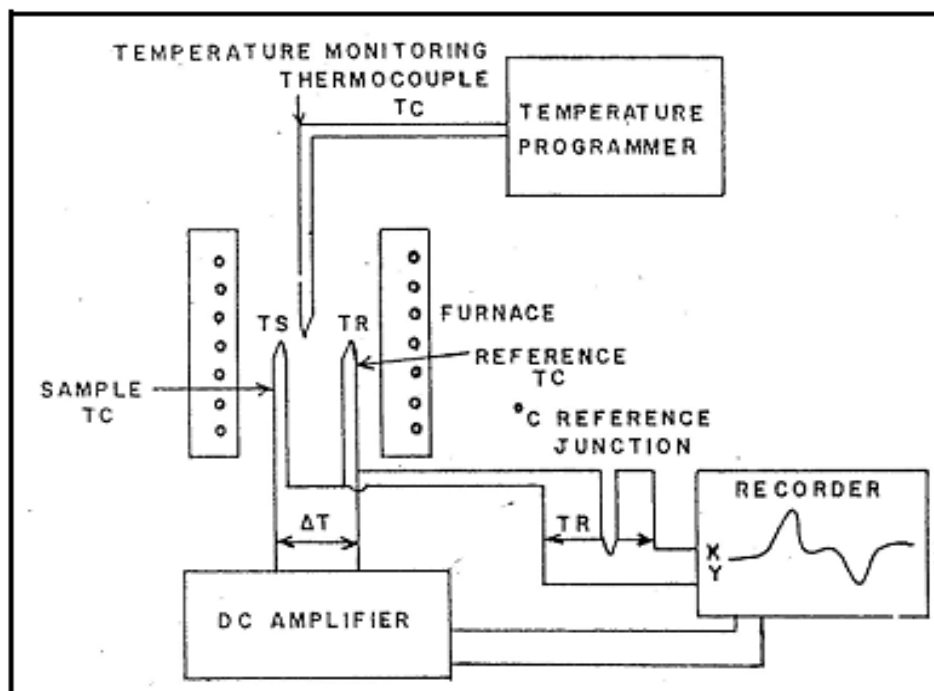 TEMPERATURE MONITORING
THERMOCOUPLE
TC
TEMPERATURE
PROGRAMMER
TS
TR
FURNACE
REFERENCE
TC
SAMPLE
TC
°C REFERENCE
JUNCTION
RECORDER
ΔT
TR
X
Y
DC AMPLIFIER